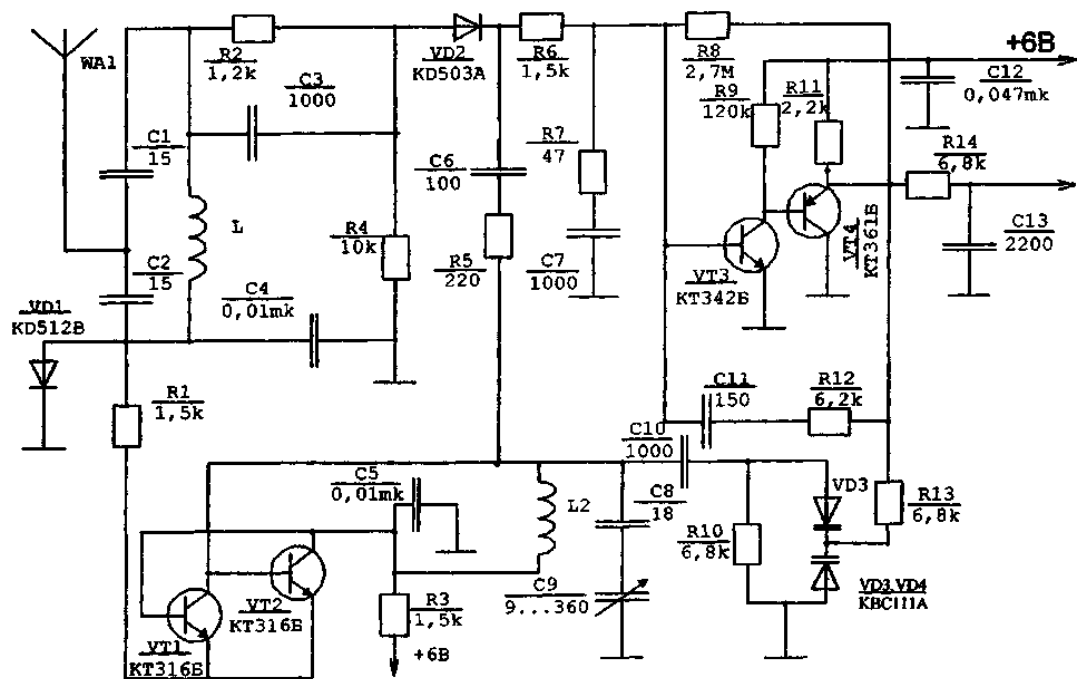 WA1
R2
1,2k
C3
1000
VD2
KD503A
R6
1,5k
R8
2,7M
+6B
C12
0,047mk
R9
120k
R11
2,2k
C1
15
C6
100
R7
47
R14
6,8k
L
R4
10k
C2
15
R5
220
C7
1000
VT3
KT342B
VT4
KT361B
C13
2200
VD1
KD512B
C4
0,01mk
R1
1,5k
C11
150
R12
6,2k
C10
1000
C5
0,01mk
L2
C8
18
VD3
R13
6,8k
R10
6,8k
VT2
KT316B
R3
1,5k
C9
9...360
VD3,VD4
KBC111A
VT1
KT316B
+6B